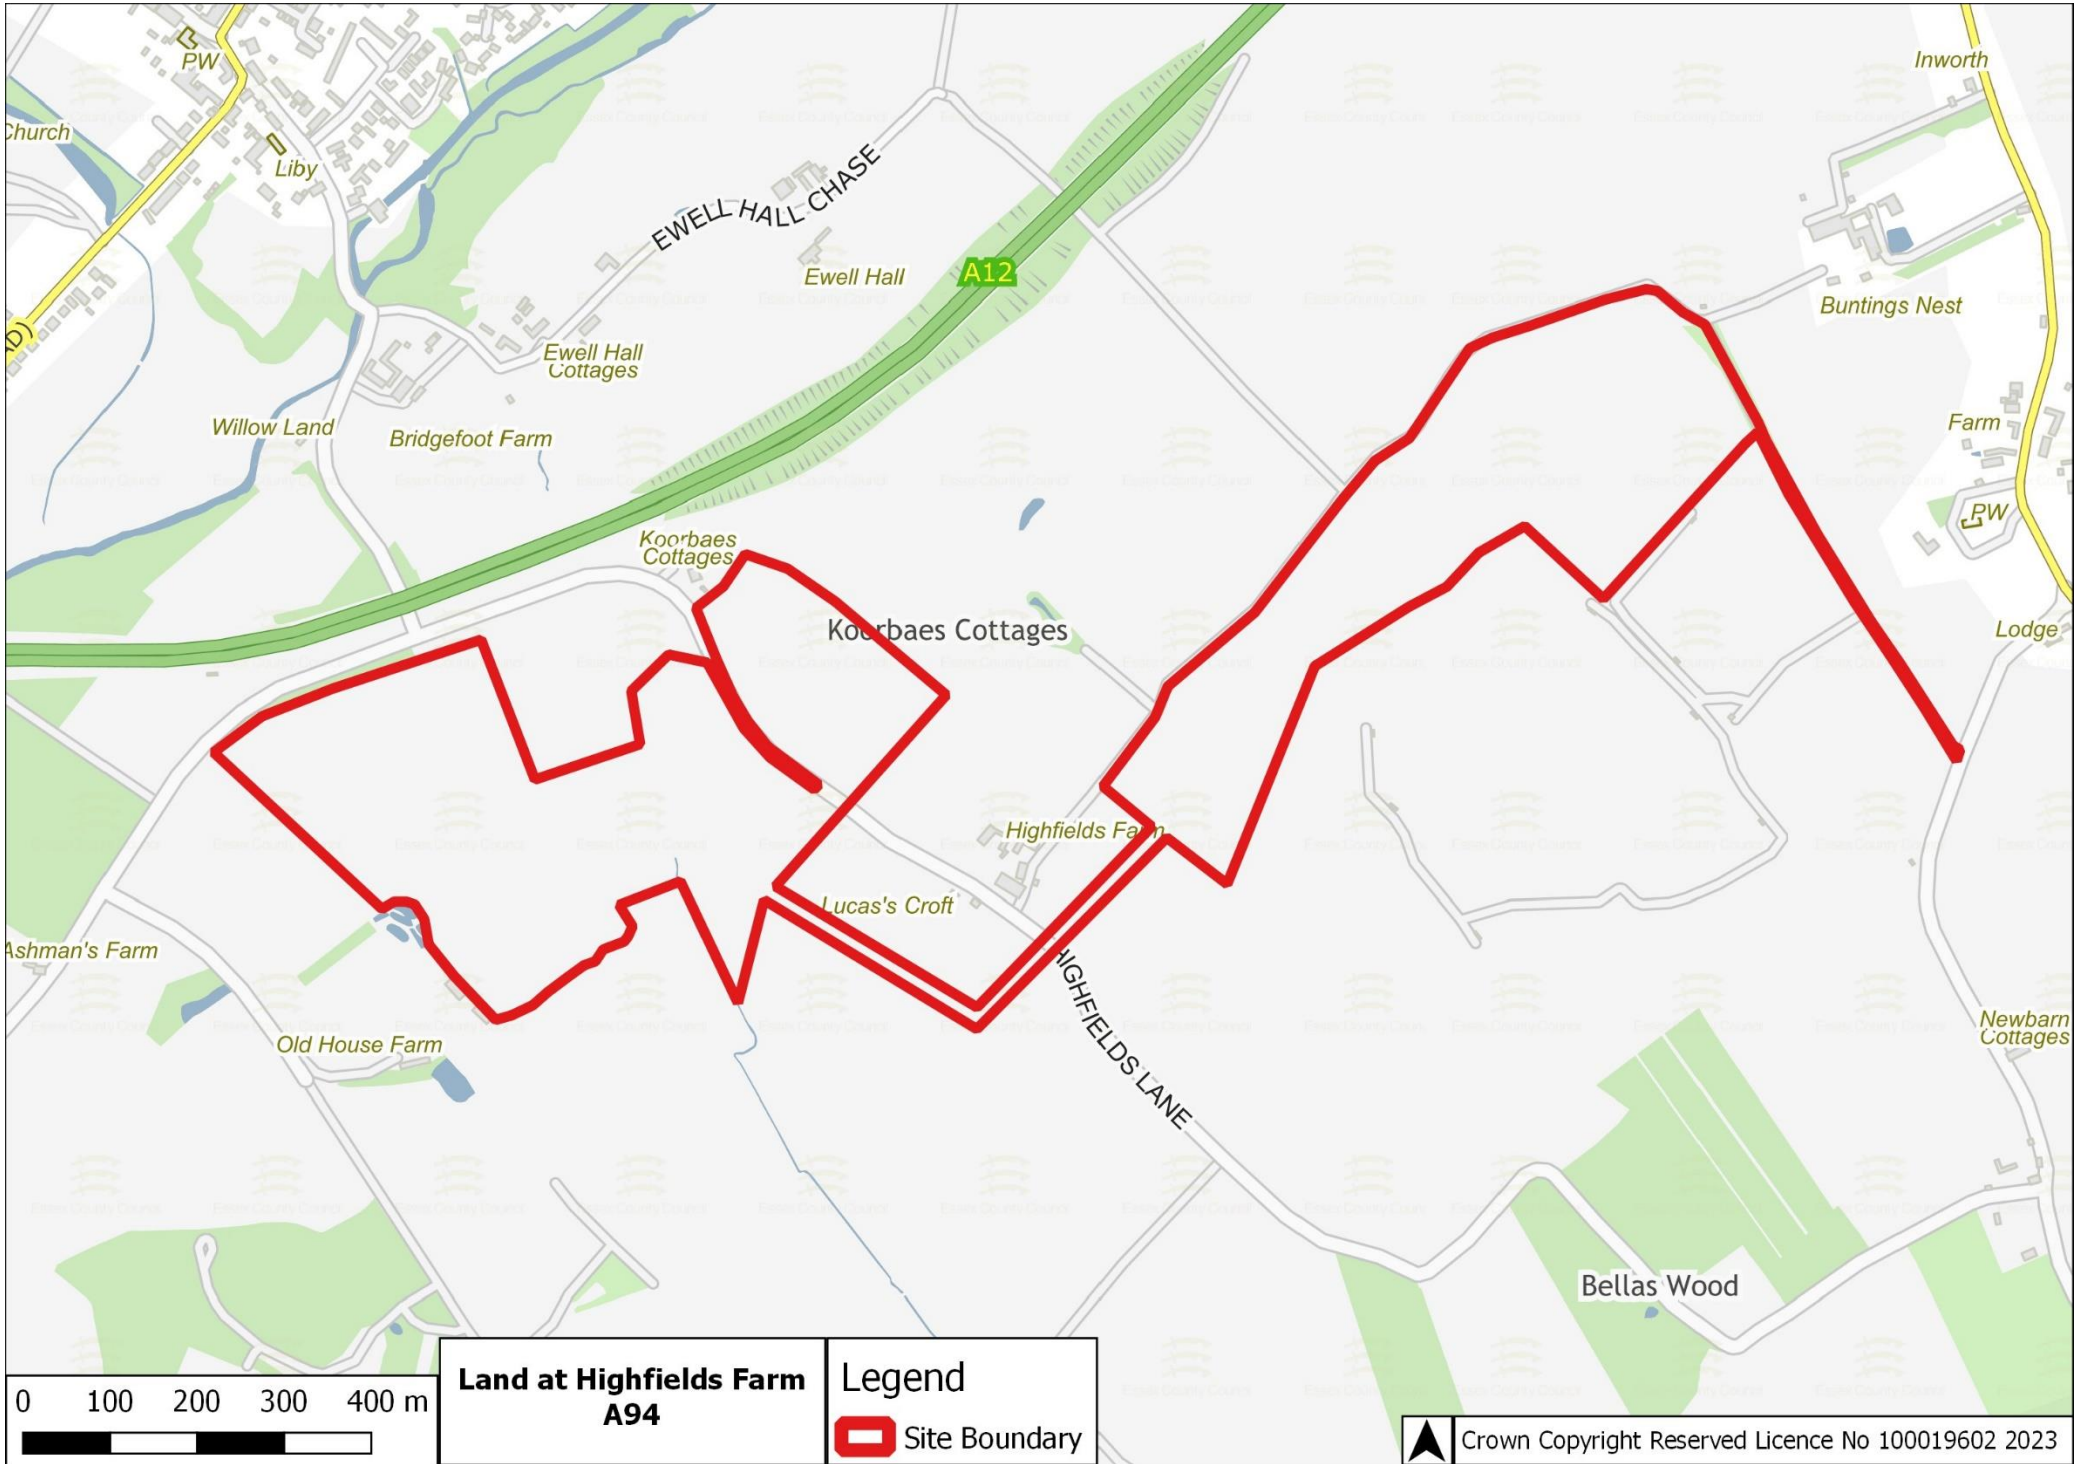 PW
Inworth
Church
Liby
EWELL HALL CHASE
Ewell Hall
A12
Buntings Nest
AD)
Ewell Hall
Cottages
Willow Land
Bridgefoot Farm
Farm
PW
Koorbaes
Cottages
Koorbaes Cottages
Lodge
Highfields Farm
Lucas's Croft
Ashman's Farm
HIGHFIELDS LANE
Old House Farm
Newbarn
Cottages
Bellas Wood
0 100 200 300 400 m
Land at Highfields Farm
A94
Legend
Site Boundary
Crown Copyright Reserved Licence No 100019602 2023